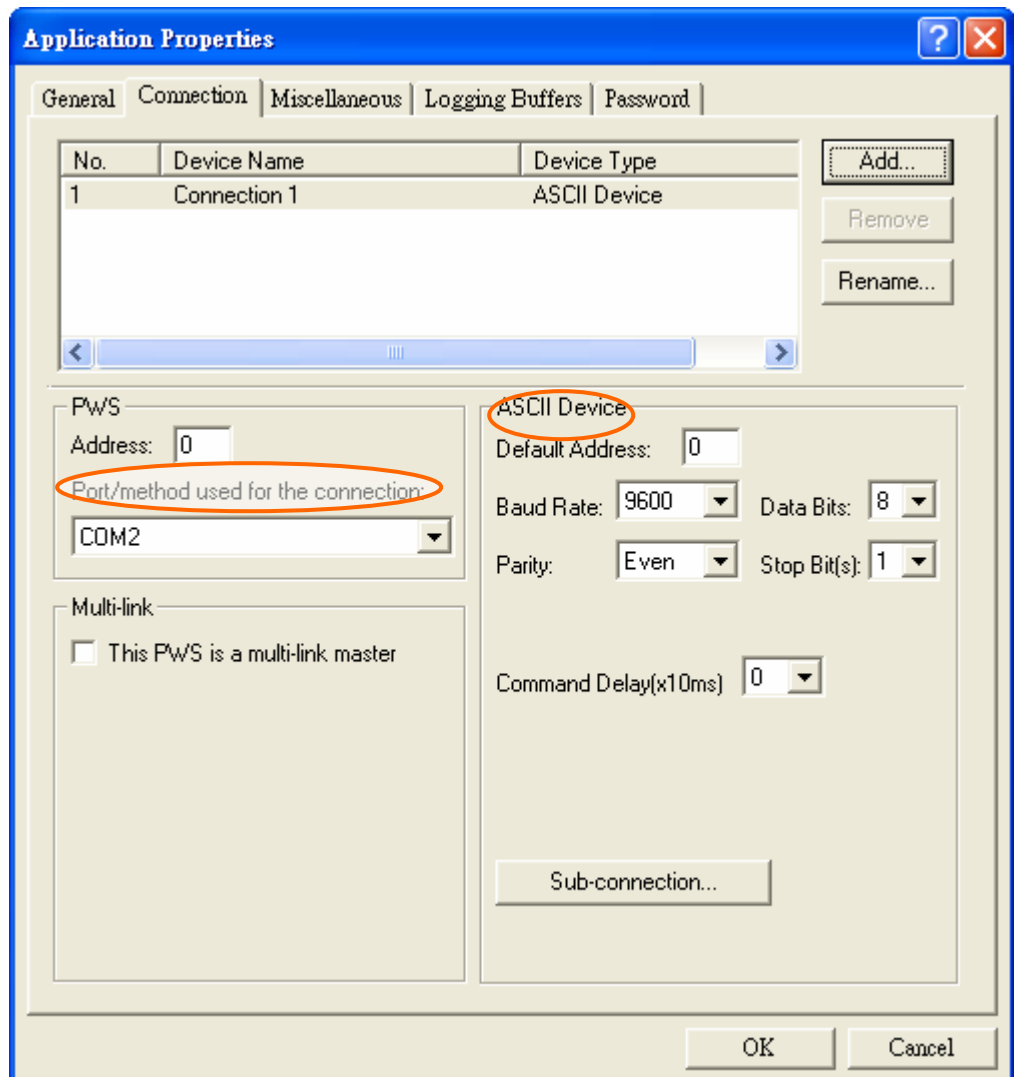 Application Properties
General Connection Miscellaneous Logging Buffers Password
No. Device Name Device Type
1 Connection 1 ASCII Device
Add...
Remove
Rename...
PWS
Address: 0
Port/method used for the connection:
COM2
Multi-link
This PWS is a multi-link master
ASCII Device
Default Address: 0
Baud Rate: 9600 Data Bits: 8
Parity: Even Stop Bit(s): 1
Command Delay(x10ms) 0
Sub-connection...
OK Cancel